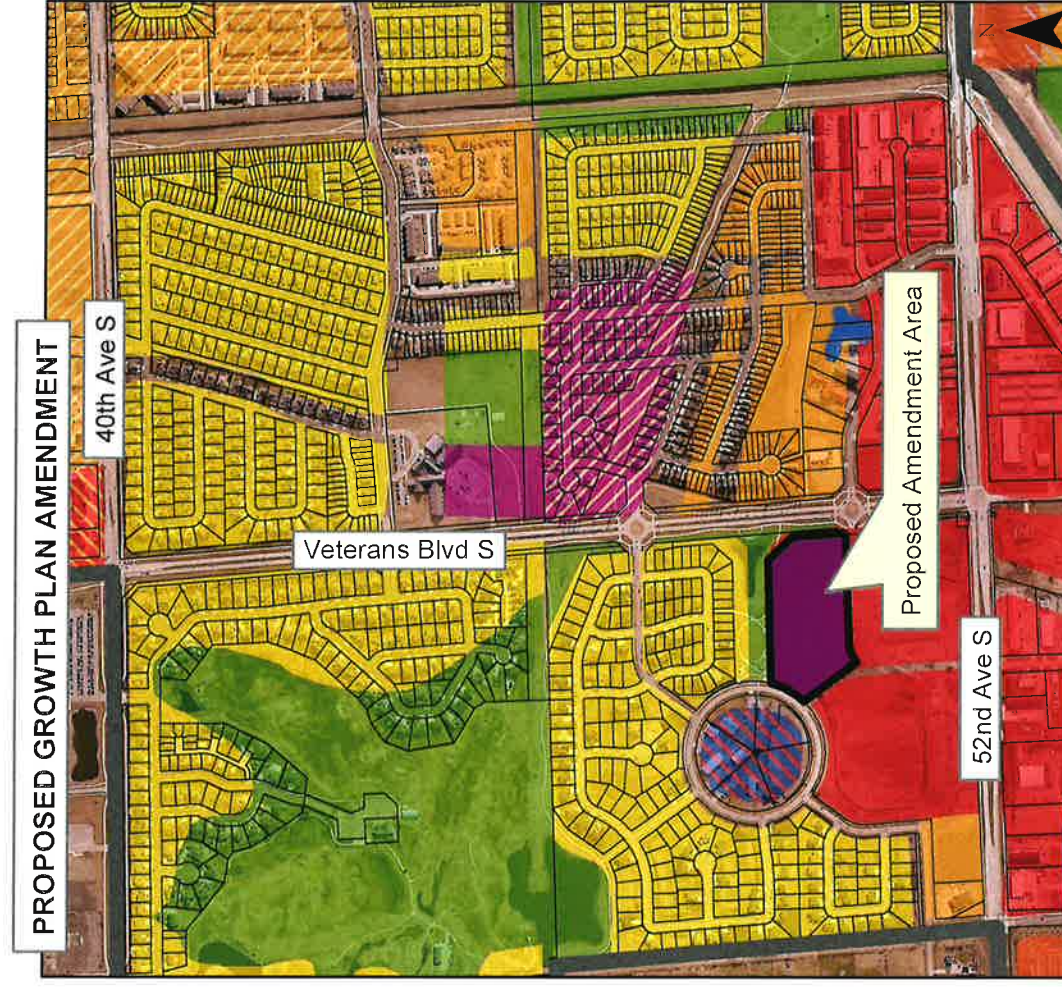 PROPOSED GROWTH PLAN AMENDMENT
40th Ave S
Veterans Blvd S
Proposed Amendment Area
52nd Ave S
N